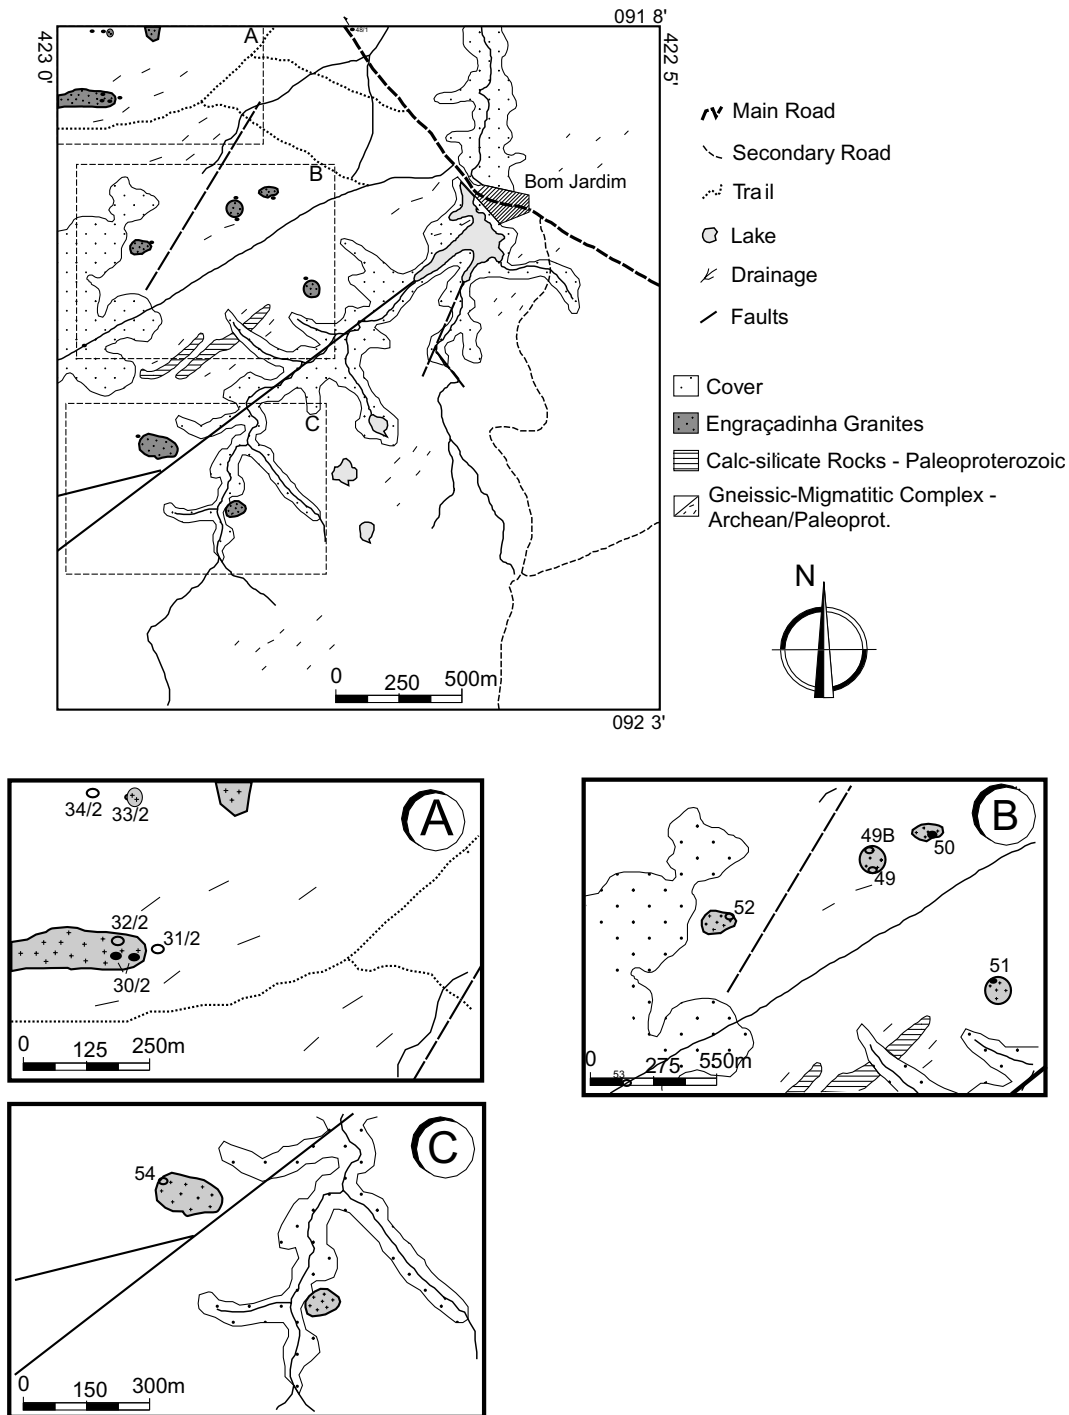 091 8'
423 0'
422 5'
A
48/1
B
Bom Jardim
C
0 250 500m
092 3'
Main Road
Secondary Road
Trail
Lake
Drainage
Faults
Cover
Engraçadinha Granites
Calc-silicate Rocks - Paleoproterozoic
Gneissic-Migmatitic Complex -
Archean/Paleoprot.
N
A
34/2
33/2
32/2
31/2
30/2
0 125 250m
B
49B
50
49
52
51
0 275 550m
53
C
54
0 150 300m